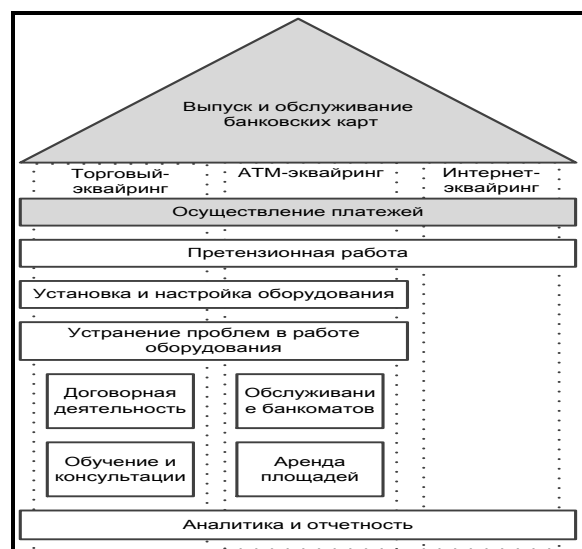 Выпуск и обслуживание
банковских карт
Торговый-
эквайринг
АТМ-эквайринг
Интернет-
эквайринг
Осуществление платежей
Претензионная работа
Установка и настройка оборудования
Устранение проблем в работе
оборудования
Договорная
деятельность
Обслуживани
е банкоматов
Обучение и
консультации
Аренда
площадей
Аналитика и отчетность